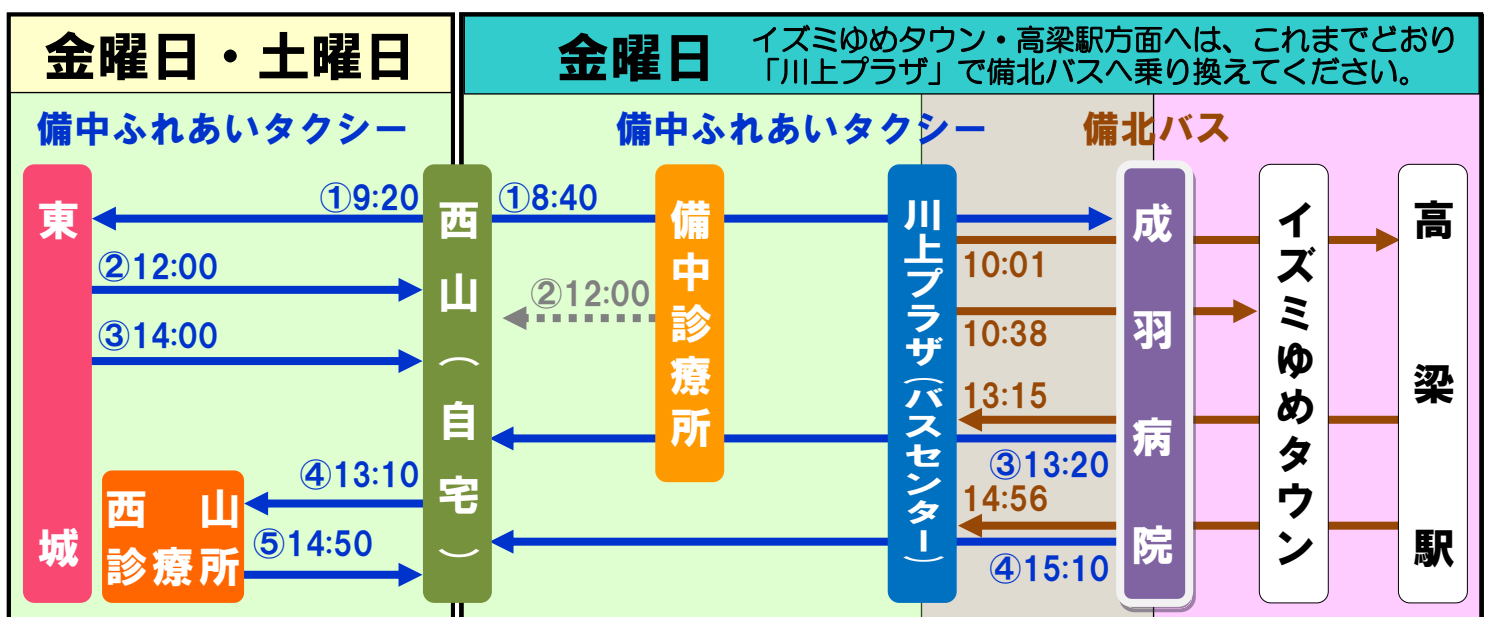 金曜日・土曜日
金曜日
イズミゆめタウン・高梁駅方面へは、これまでどおり
「川上プラザ」で備北バスへ乗り換えてください。
備中ふれあいタクシー
備中ふれあいタクシー
備北バス
東城
①9:20
②12:00
③14:00
④13:10
西山
診療所
⑤14:50
西山(自宅)
①8:40
②12:00
備中診療所
川上プラザ(バスセンター)
10:01
10:38
13:15
③13:20
14:56
④15:10
成羽病院
イズミゆめタウン
高梁駅